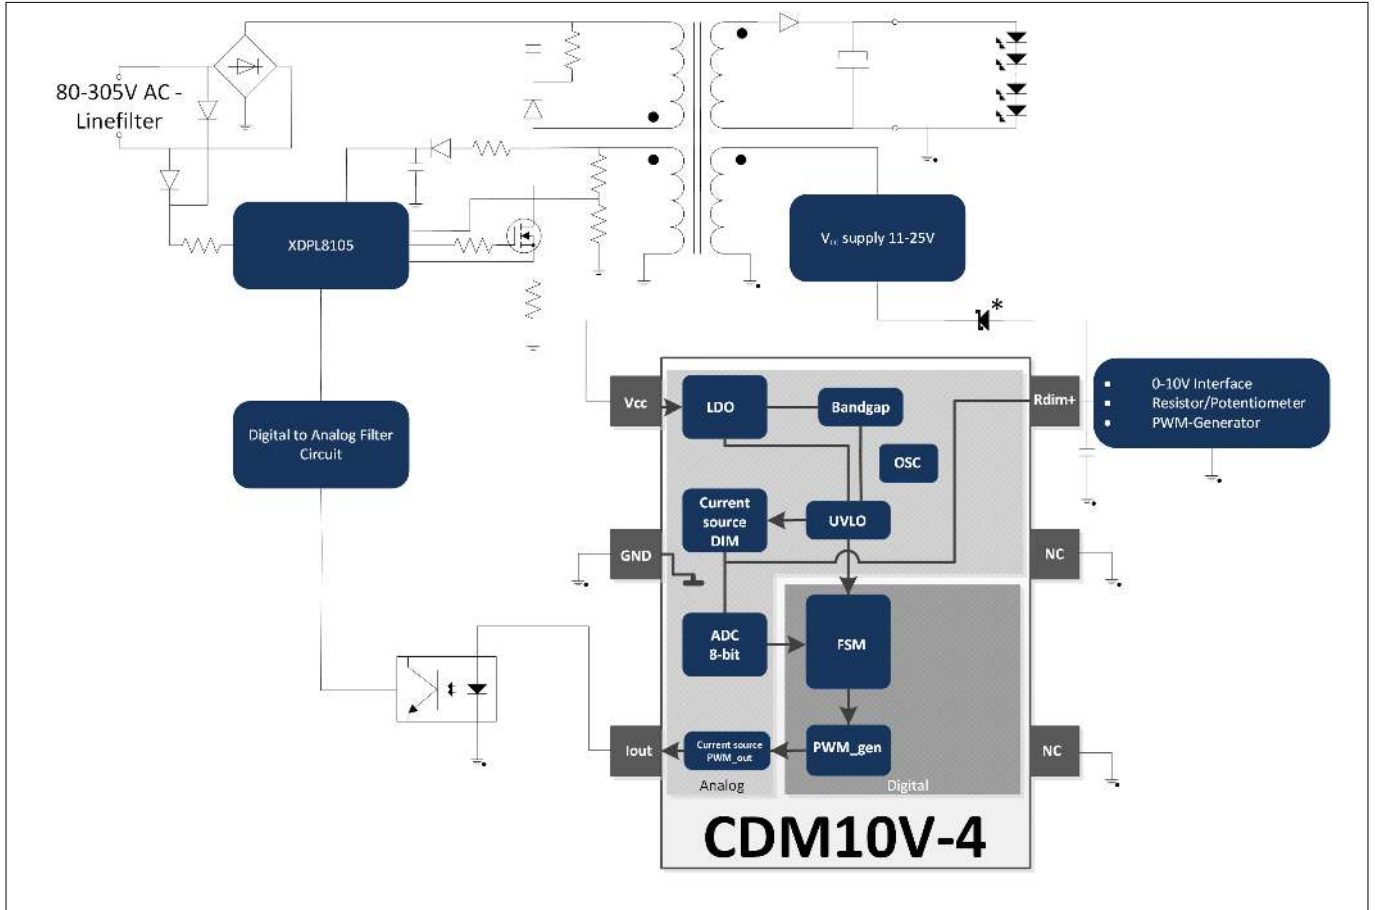 80-305V AC -
Linefilter
XDPL8105
Vcc supply 11-25V
*
Digital to Analog Filter
Circuit
Vcc
LDO
Bandgap
OSC
Rdim+
0-10V Interface
Resistor/Potentiometer
PWM-Generator
Current
source
DIM
UVLO
GND
NC
ADC
8-bit
FSM
Iout
Current source
PWM_out
PWM_gen
NC
Analog
Digital
CDM10V-4